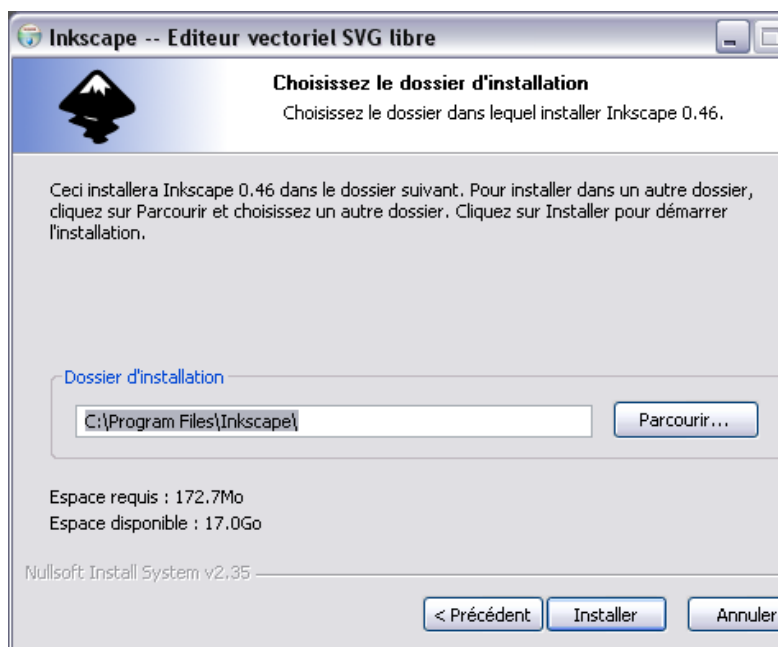 Inkscape -- Editeur vectoriel SVG libre
Choisissez le dossier d'installation
Choisissez le dossier dans lequel installer Inkscape 0.46.
Ceci installera Inkscape 0.46 dans le dossier suivant. Pour installer dans un autre dossier,
cliquez sur Parcourir et choisissez un autre dossier. Cliquez sur Installer pour démarrer
l'installation.
Dossier d'installation
C:\Program Files\Inkscape\
Parcourir...
Espace requis : 172.7Mo
Espace disponible : 17.0Go
Nullsoft Install System v2.35
< Précédent
Installer
Annuler